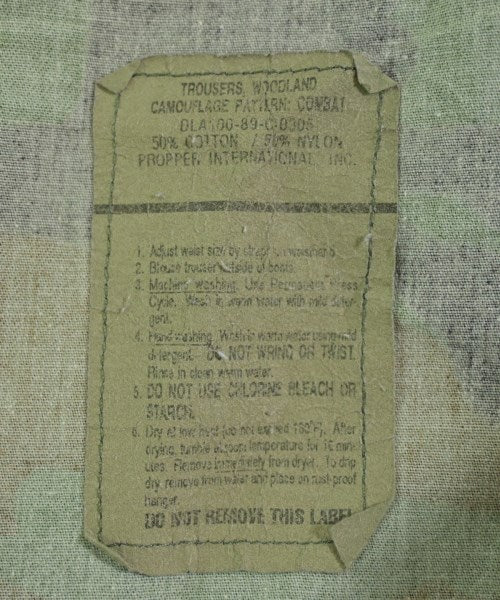 TROUSERS, WOODLAND
CAMOUFLAGE PATTERN: COMBAT
DLA100-89-C-0305
50% COTTON / 50% NYLON
PROPPER INTERNATIONAL, INC.
1. Adjust waist size by straps
2. Blouse trouser outside of boots.
3. Machine washing. Use Permanent Press
Cycle. Wash in warm water with mild deter-
gent.
4. Hand washing. Wash in warm water using mild
detergent. DO NOT WRING OR TWIST.
Rinse in clean warm water.
5. DO NOT USE CHLORINE BLEACH OR
STARCH.
6. Dry at low heat (do not exceed 130°F). After
drying, tumble at room temperature for 10 min-
utes. Remove immediately from dryer. To drip
dry, remove from water and place on rust-proof
hanger.
DO NOT REMOVE THIS LABEL